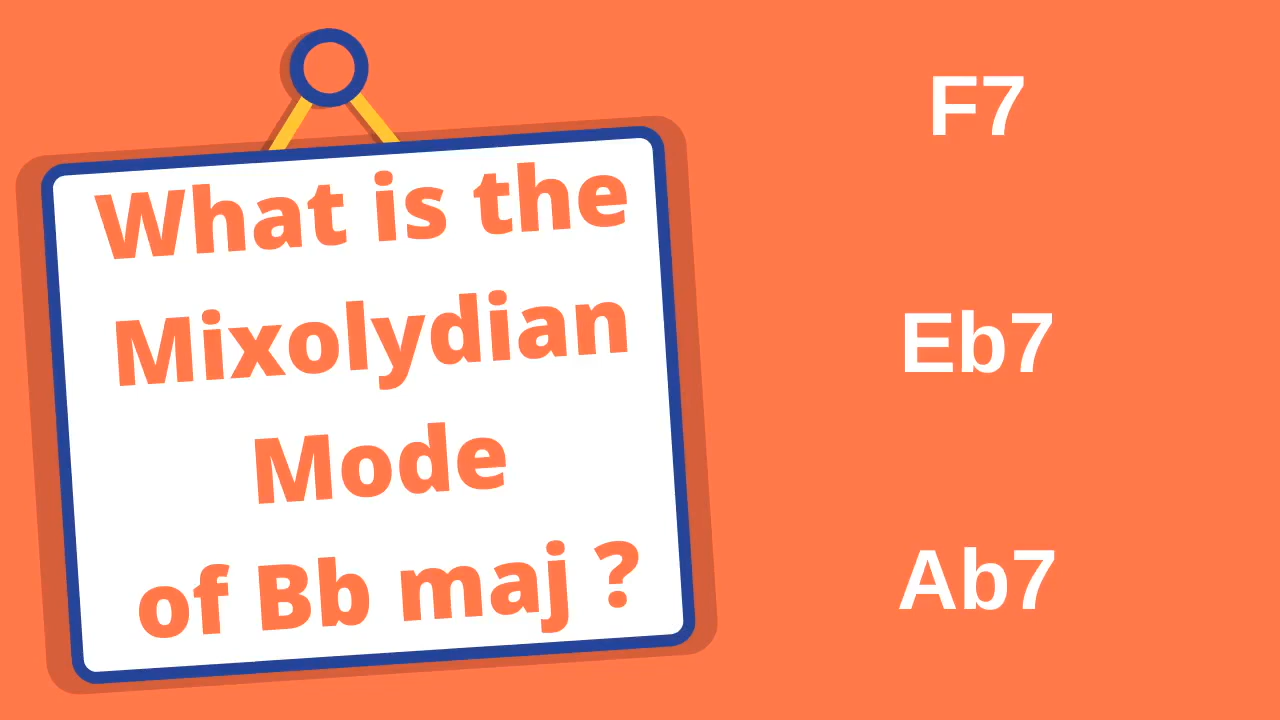 What is the
Mixolydian
Mode
of Bb maj ?
F7
Eb7
Ab7